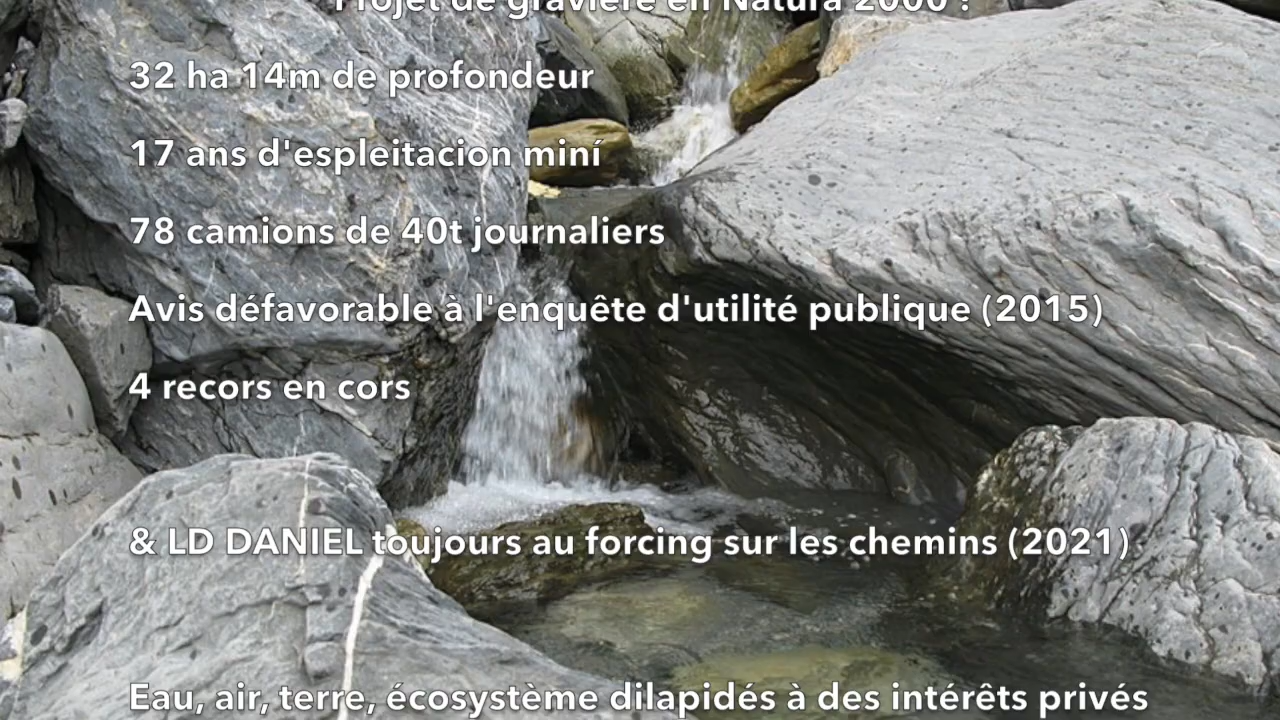 Projet de gravière en Natura 2000 !
32 ha 14m de profondeur
17 ans d'espleitacion miní
78 camions de 40t journaliers
Avis défavorable à l'enquête d'utilité publique (2015)
4 recors en cors
& LD DANIEL toujours au forcing sur les chemins (2021)
Eau, air, terre, écosystème dilapidés à des intérêts privés